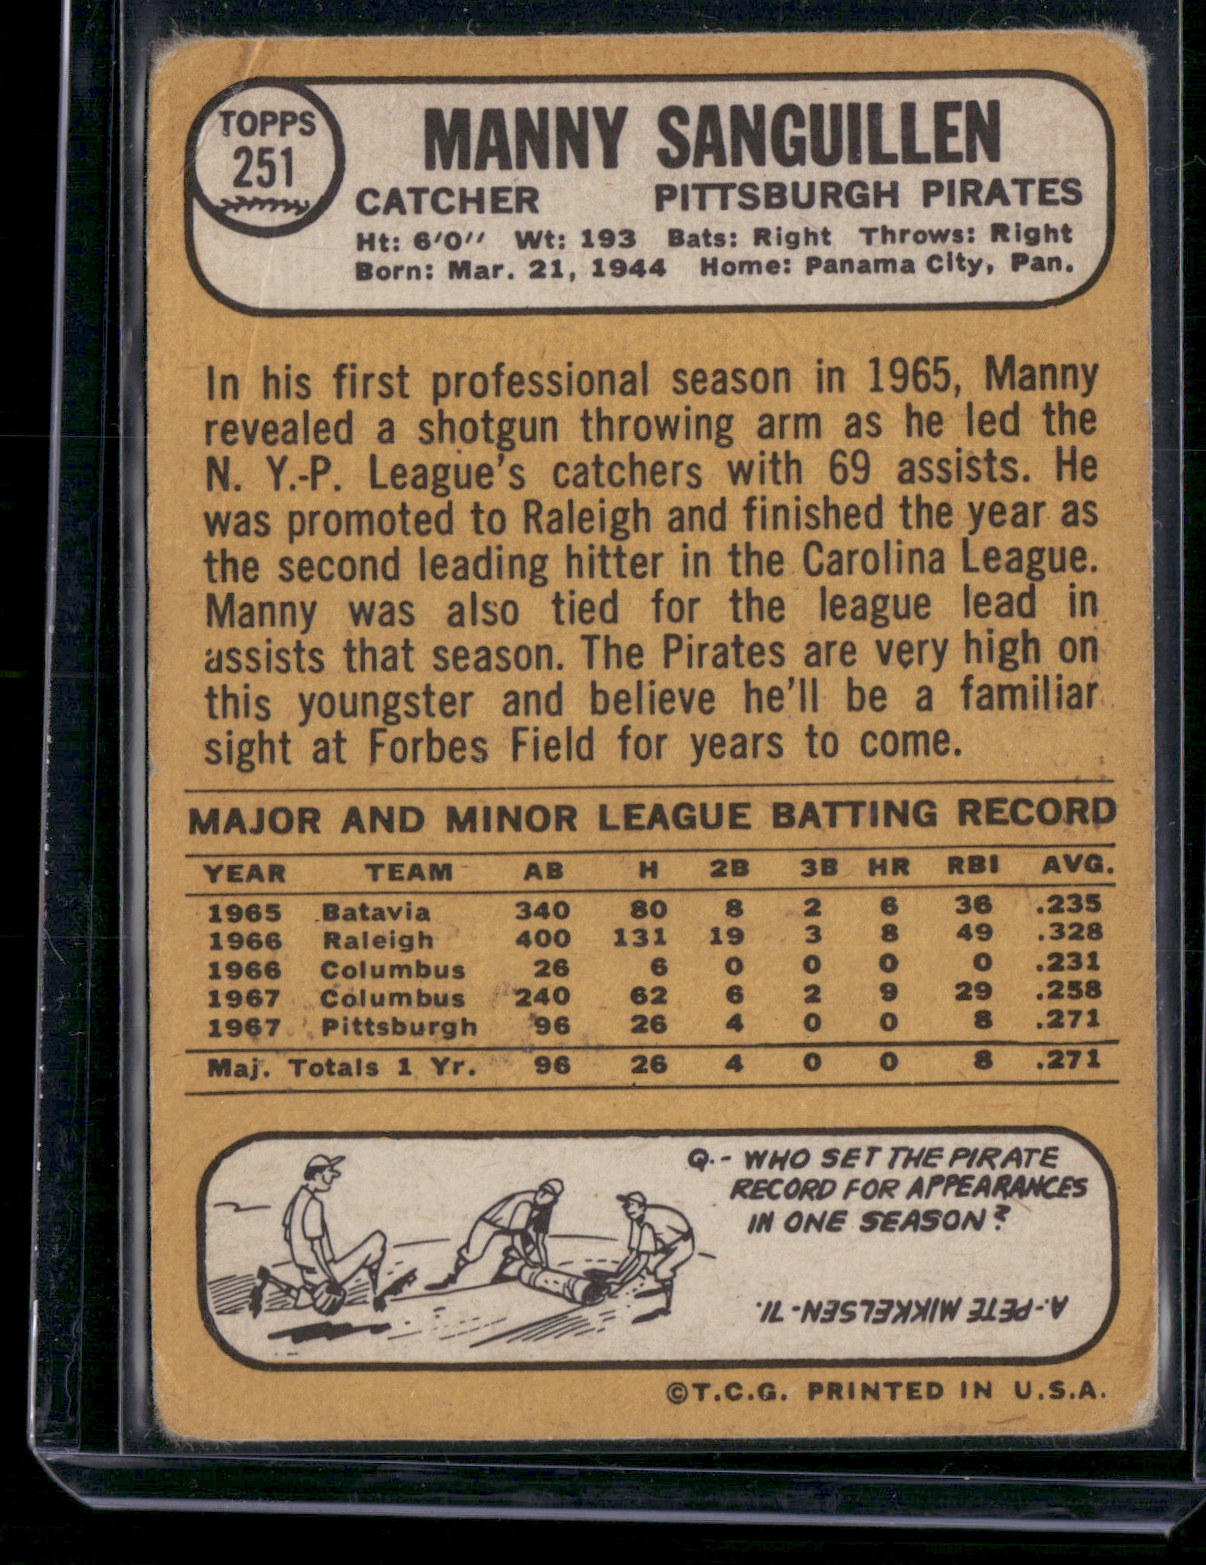 TOPPS
251
MANNY SANGUILLEN
CATCHER PITTSBURGH PIRATES
Ht: 6'0'' Wt: 193 Bats: Right Throws: Right
Born: Mar. 21, 1944 Home: Panama City, Pan.
In his first professional season in 1965, Manny
revealed a shotgun throwing arm as he led the
N. Y.-P. League's catchers with 69 assists. He
was promoted to Raleigh and finished the year as
the second leading hitter in the Carolina League.
Manny was also tied for the league lead in
assists that season. The Pirates are very high on
this youngster and believe he'll be a familiar
sight at Forbes Field for years to come.
MAJOR AND MINOR LEAGUE BATTING RECORD
YEAR TEAM AB H 2B 3B HR RBI AVG.
1965 Batavia 340 80 8 2 6 36 .235
1966 Raleigh 400 131 19 3 8 49 .328
1966 Columbus 26 6 0 0 0 0 .231
1967 Columbus 240 62 6 2 9 29 .258
1967 Pittsburgh 96 26 4 0 0 8 .271
Maj. Totals 1 Yr. 96 26 4 0 0 8 .271
Q.- WHO SET THE PIRATE
RECORD FOR APPEARANCES
IN ONE SEASON?
A.-PETE MIKKELSEN- 71.
©T.C.G. PRINTED IN U.S.A.